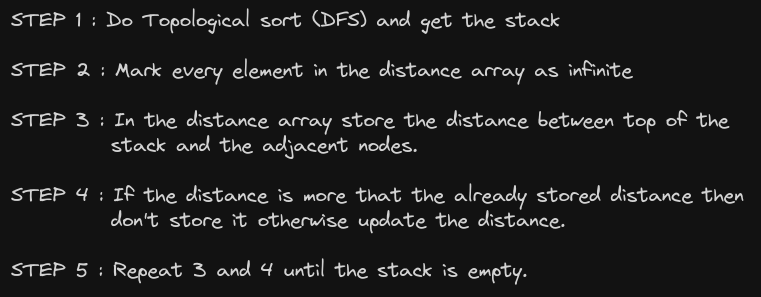 STEP 1 : Do Topological sort (DFS) and get the stack
STEP 2 : Mark every element in the distance array as infinite
STEP 3 : In the distance array store the distance between top of the
stack and the adjacent nodes.
STEP 4 : If the distance is more that the already stored distance then
don't store it otherwise update the distance.
STEP 5 : Repeat 3 and 4 until the stack is empty.